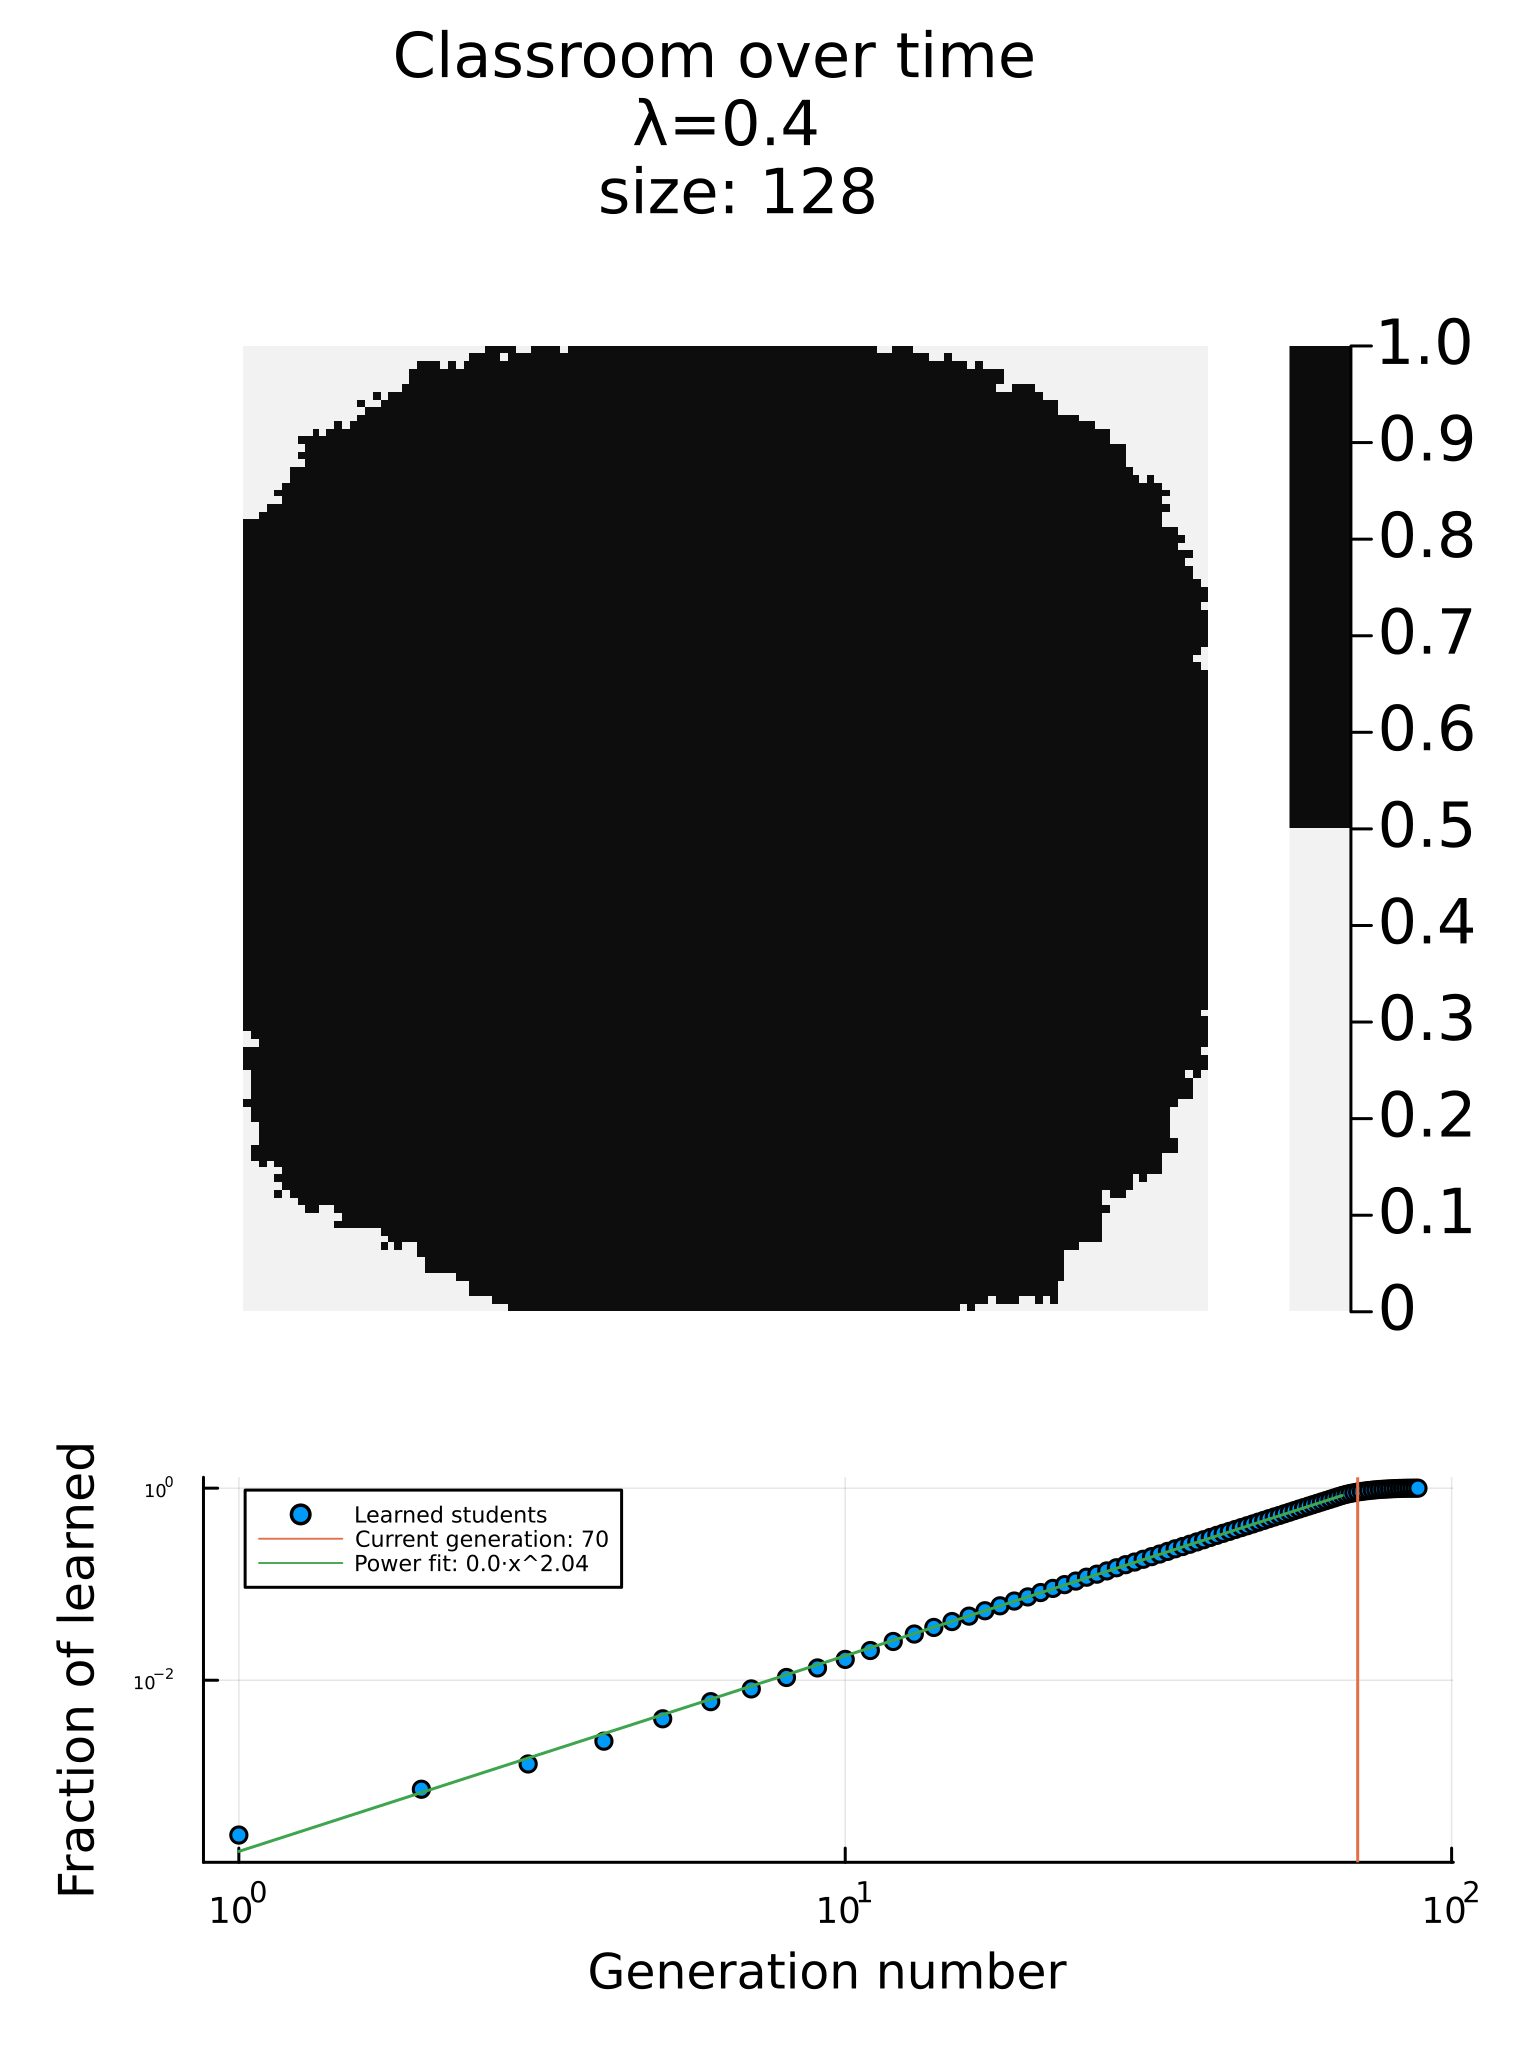 Classroom over time
λ=0.4
size: 128
1.0
0.9
0.8
0.7
0.6
0.5
0.4
0.3
0.2
0.1
0
Fraction of learned
10^0
10^−2
Learned students
Current generation: 70
Power fit: 0.0·x^2.04
10^0
10^1
10^2
Generation number